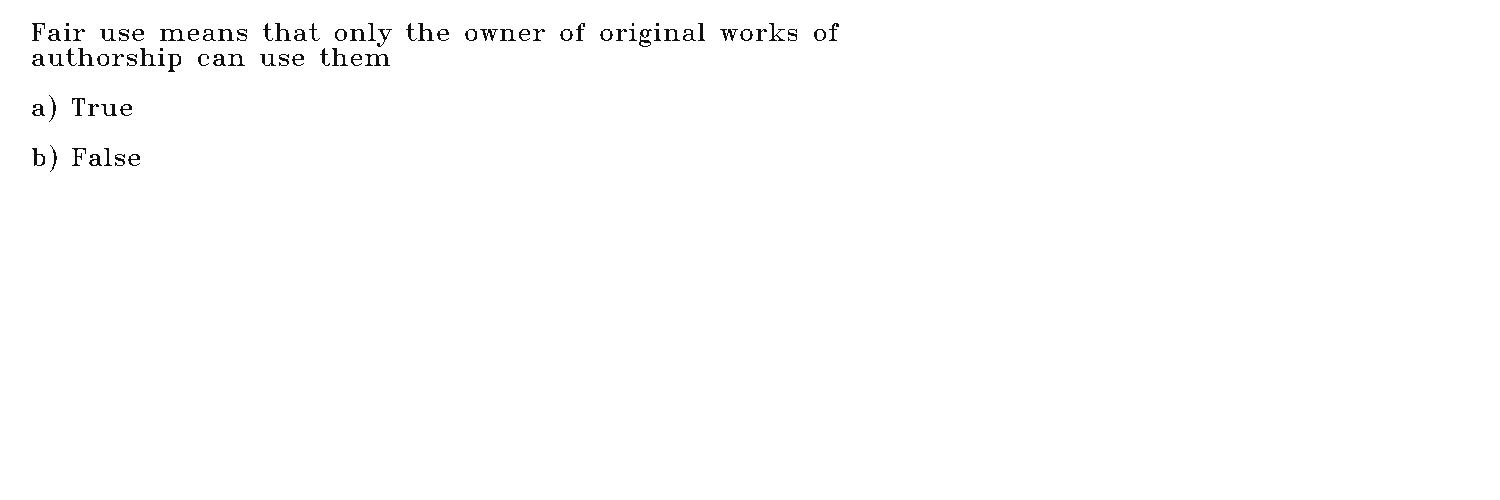 Fair use means that only the owner of original works of
authorship can use them
a) True
b) False